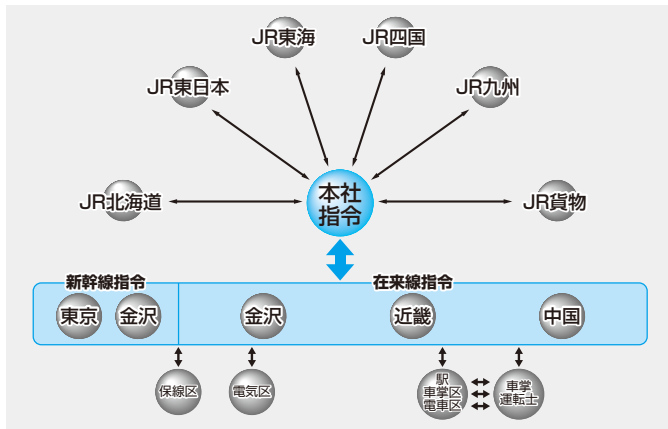 JR東海
JR四国
JR東日本
JR九州
JR北海道
本社
指令
JR貨物
新幹線指令
在来線指令
東京
金沢
金沢
近畿
中国
保線区
電気区
駅
車掌区
電車区
車掌
運転士